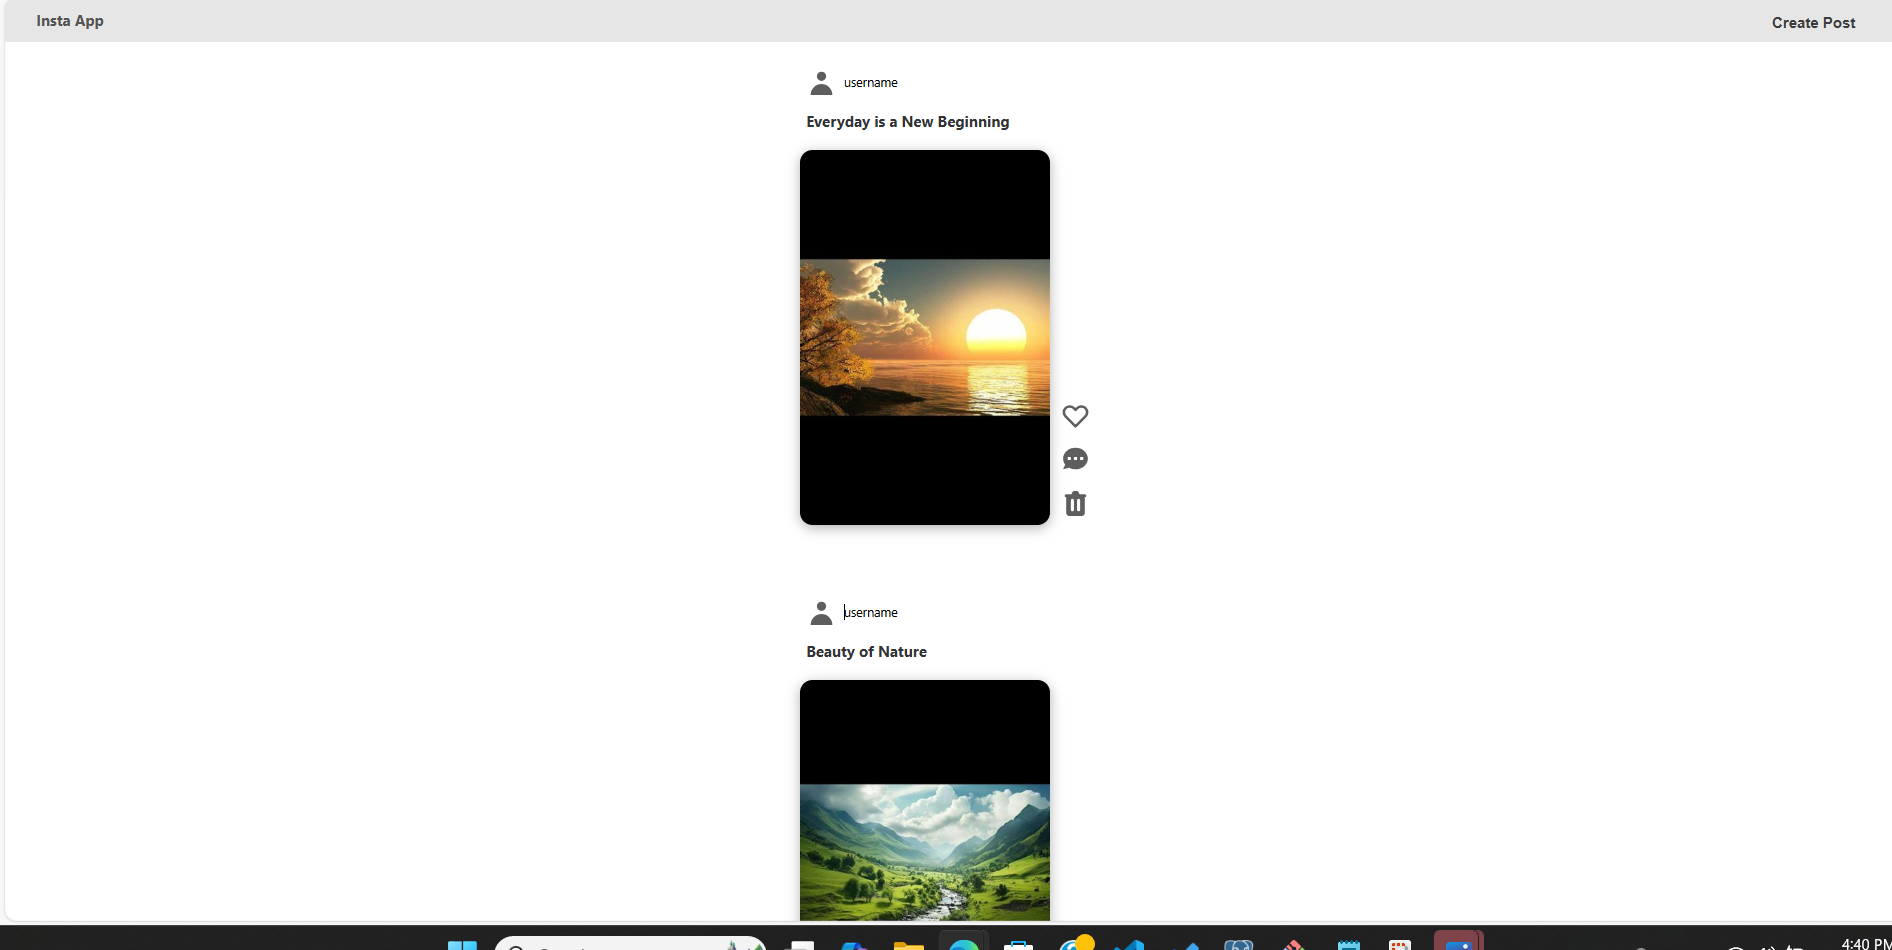 Insta App
Create Post
username
Everyday is a New Beginning
username
Beauty of Nature
4:40 PM